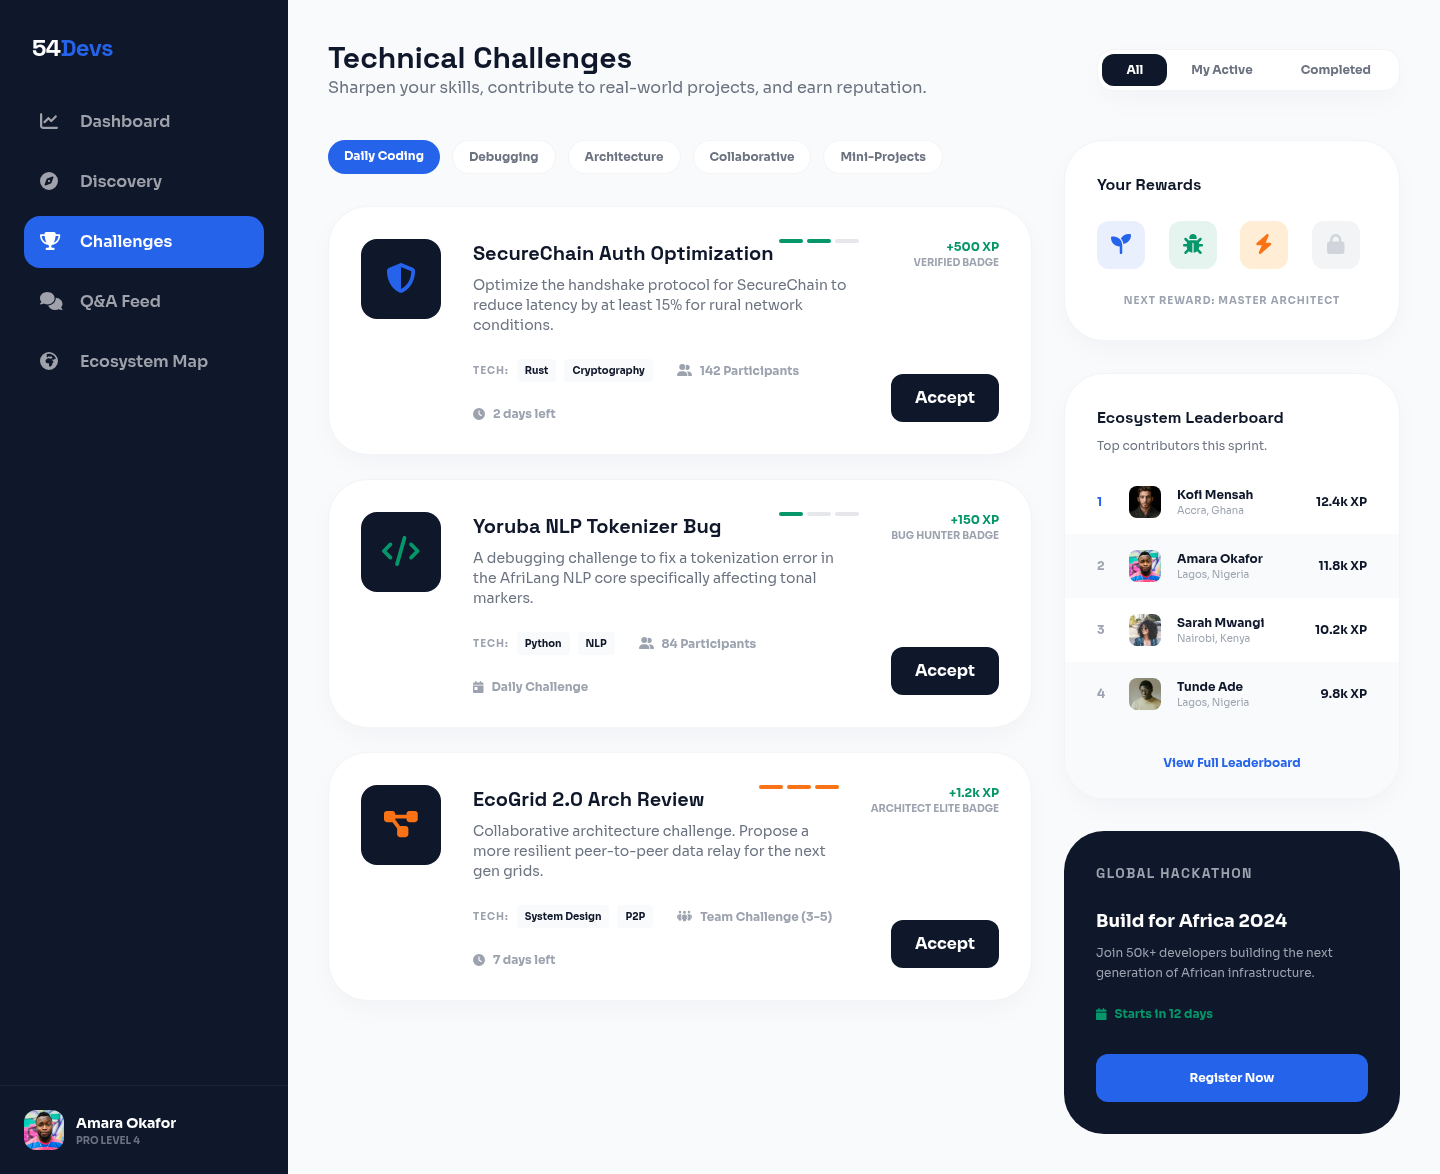 54Devs
Dashboard
Discovery
Challenges
Q&A Feed
Ecosystem Map
Amara Okafor
PRO LEVEL 4
Technical Challenges
Sharpen your skills, contribute to real-world projects, and earn reputation.
All
My Active
Completed
Daily Coding
Debugging
Architecture
Collaborative
Mini-Projects
SecureChain Auth Optimization
+500 XP
VERIFIED BADGE
Optimize the handshake protocol for SecureChain to
reduce latency by at least 15% for rural network
conditions.
TECH: Rust Cryptography 142 Participants
2 days left
Accept
Yoruba NLP Tokenizer Bug
+150 XP
BUG HUNTER BADGE
A debugging challenge to fix a tokenization error in
the AfriLang NLP core specifically affecting tonal
markers.
TECH: Python NLP 84 Participants
Daily Challenge
Accept
EcoGrid 2.0 Arch Review
+1.2k XP
ARCHITECT ELITE BADGE
Collaborative architecture challenge. Propose a
more resilient peer-to-peer data relay for the next
gen grids.
TECH: System Design P2P Team Challenge (3-5)
7 days left
Accept
Your Rewards
NEXT REWARD: MASTER ARCHITECT
Ecosystem Leaderboard
Top contributors this sprint.
1 Kofi Mensah 12.4k XP
Accra, Ghana
2 Amara Okafor 11.8k XP
Lagos, Nigeria
3 Sarah Mwangi 10.2k XP
Nairobi, Kenya
4 Tunde Ade 9.8k XP
Lagos, Nigeria
View Full Leaderboard
GLOBAL HACKATHON
Build for Africa 2024
Join 50k+ developers building the next
generation of African infrastructure.
Starts in 12 days
Register Now